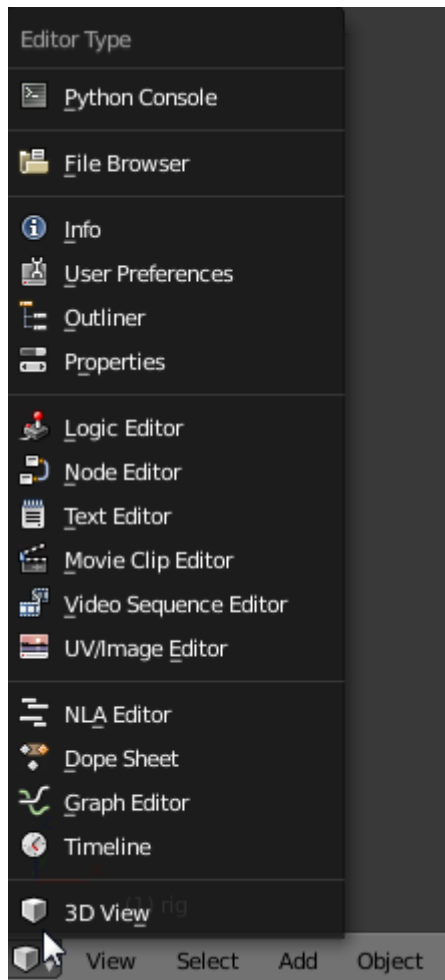 Editor Type
Python Console
File Browser
Info
User Preferences
Outliner
Properties
Logic Editor
Node Editor
Text Editor
Movie Clip Editor
Video Sequence Editor
UV/Image Editor
NLA Editor
Dope Sheet
Graph Editor
Timeline
3D View
(1) rig
View Select Add Object